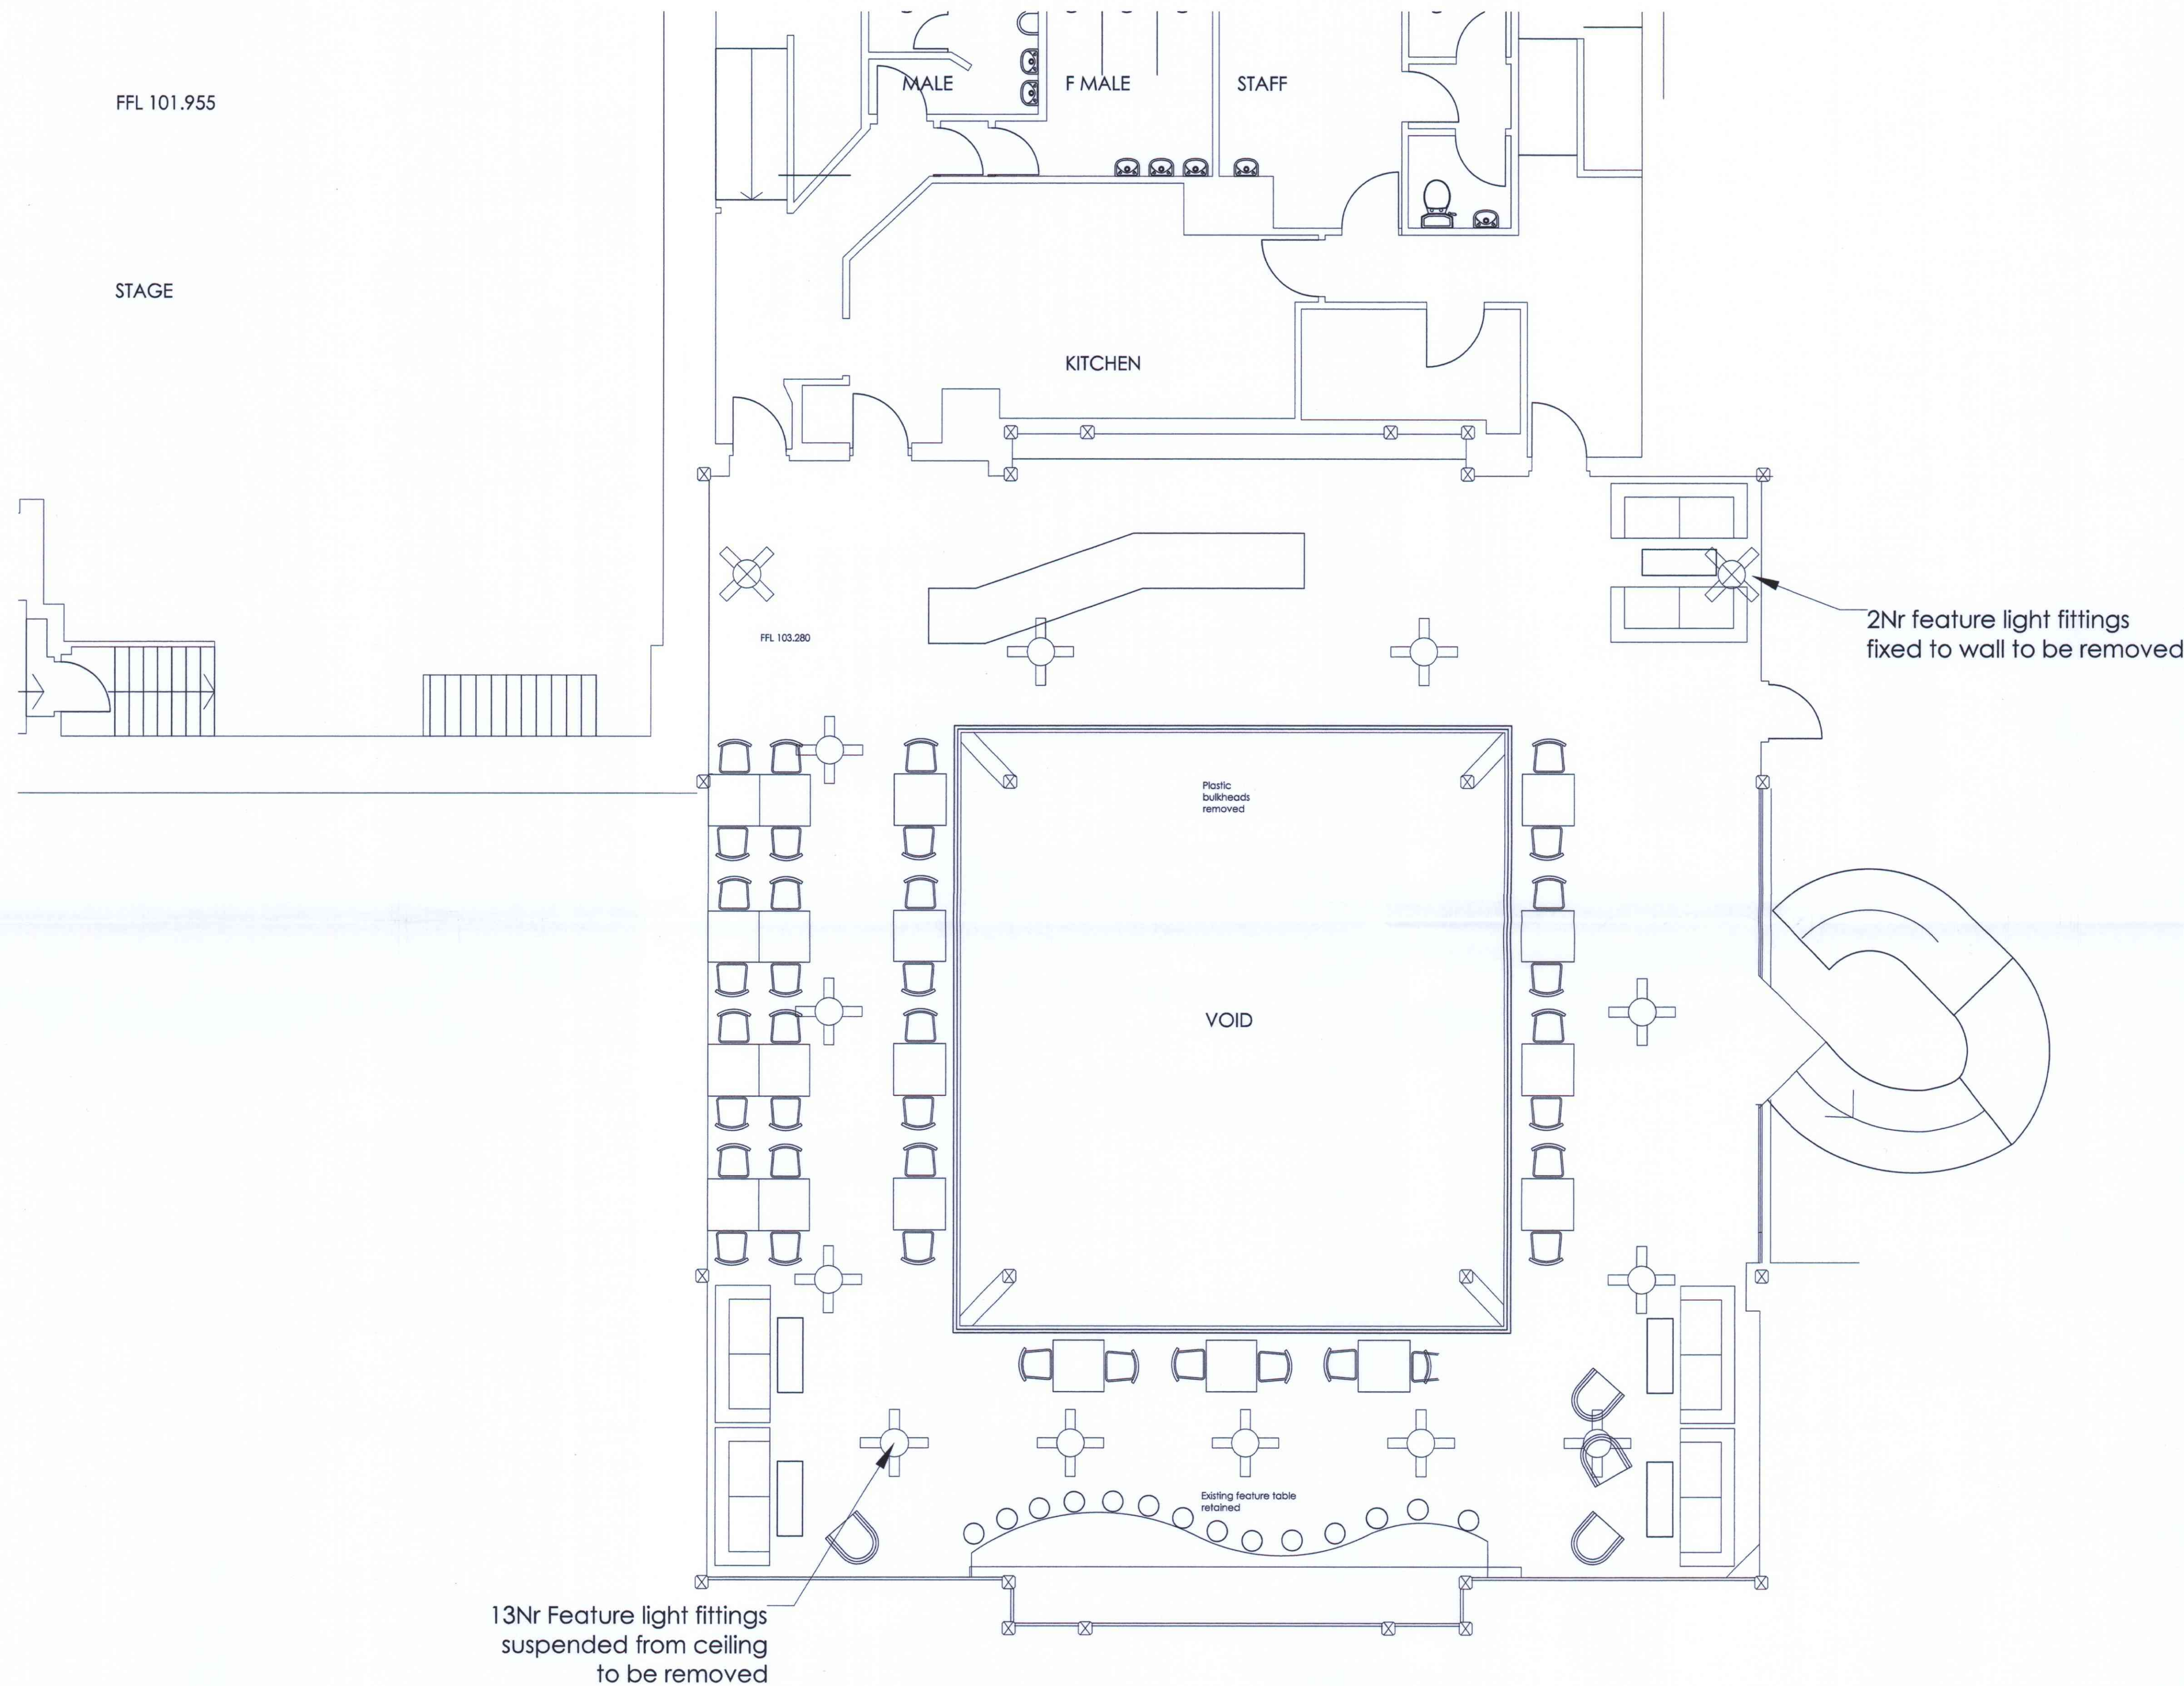 FFL 101.955
MALE
F MALE
STAFF
STAGE
KITCHEN
2Nr feature light fittings
fixed to wall to be removed
FFL 103.280
Plastic
bulkheads
removed
VOID
Existing feature table
retained
13Nr Feature light fittings
suspended from ceiling
to be removed